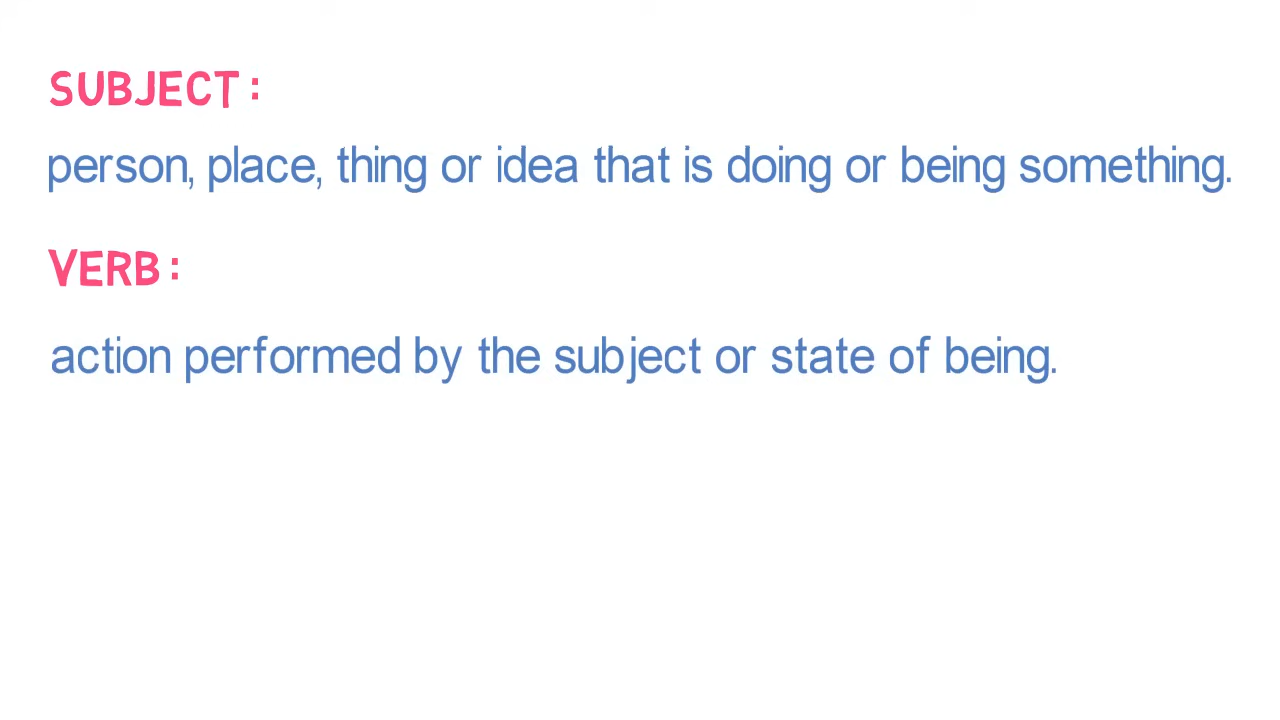 SUBJECT:
person, place, thing or idea that is doing or being something.
VERB:
action performed by the subject or state of being.